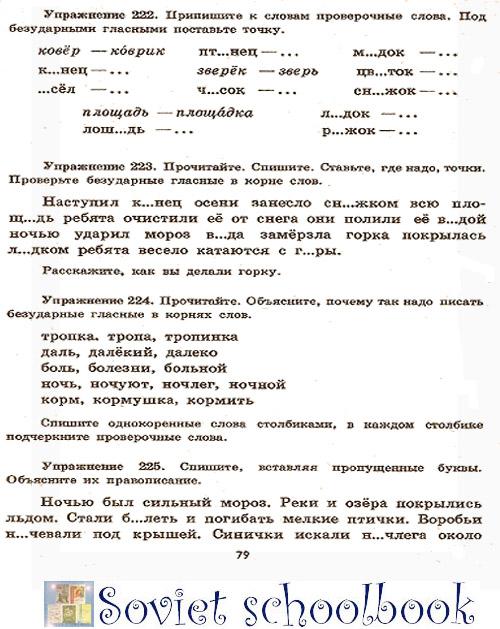 Упражнение 222. Припишите к словам проверочные слова. Под
безударными гласными поставьте точку.
ковёр — ко́врик пт...нец — ... м...док — ...
к...нец — ... зверёк — зверь цв...ток — ...
...сёл — ... ч...сок — ... сн...жок — ...
площадь — площа́дка л...док — ...
лош...дь — ... р...жок — ...
Упражнение 223. Прочитайте. Спишите. Ставьте, где надо, точки.
Проверьте безударные гласные в корне слов.
Наступил к...нец осени занесло сн...жком всю пло-
щ...дь ребята очистили её от снега они полили её в...дой
ночью ударил мороз в...да замёрзла горка покрылась
л...дком ребята весело катаются с г...ры.
Расскажите, как вы делали горку.
Упражнение 224. Прочитайте. Объясните, почему так надо писать
безударные гласные в корнях слов.
тропка, тропа, тропинка
даль, далёкий, далеко
боль, болезни, больной
ночь, ночуют, ночлег, ночной
корм, кормушка, кормить
Спишите однокоренные слова столбиками, в каждом столбике
подчеркните проверочные слова.
Упражнение 225. Спишите, вставляя пропущенные буквы.
Объясните их правописание.
Ночью был сильный мороз. Реки и озёра покрылись
льдом. Стали б...леть и погибать мелкие птички. Воробьи
н...чевали под крышей. Синички искали н...члега около
79
Soviet schoolbook